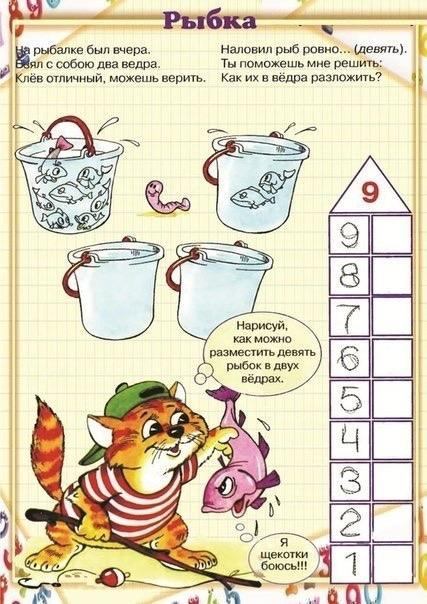 Рыбка
На рыбалке был вчера.
Взял с собою два ведра.
Клёв отличный, можешь верить.
Наловил рыб ровно... (девять).
Ты поможешь мне решить:
Как их в вёдра разложить?
9
9
8
7
6
5
4
3
2
1
Нарисуй,
как можно
разместить девять
рыбок в двух
вёдрах.
Я
щекотки
боюсь!!!